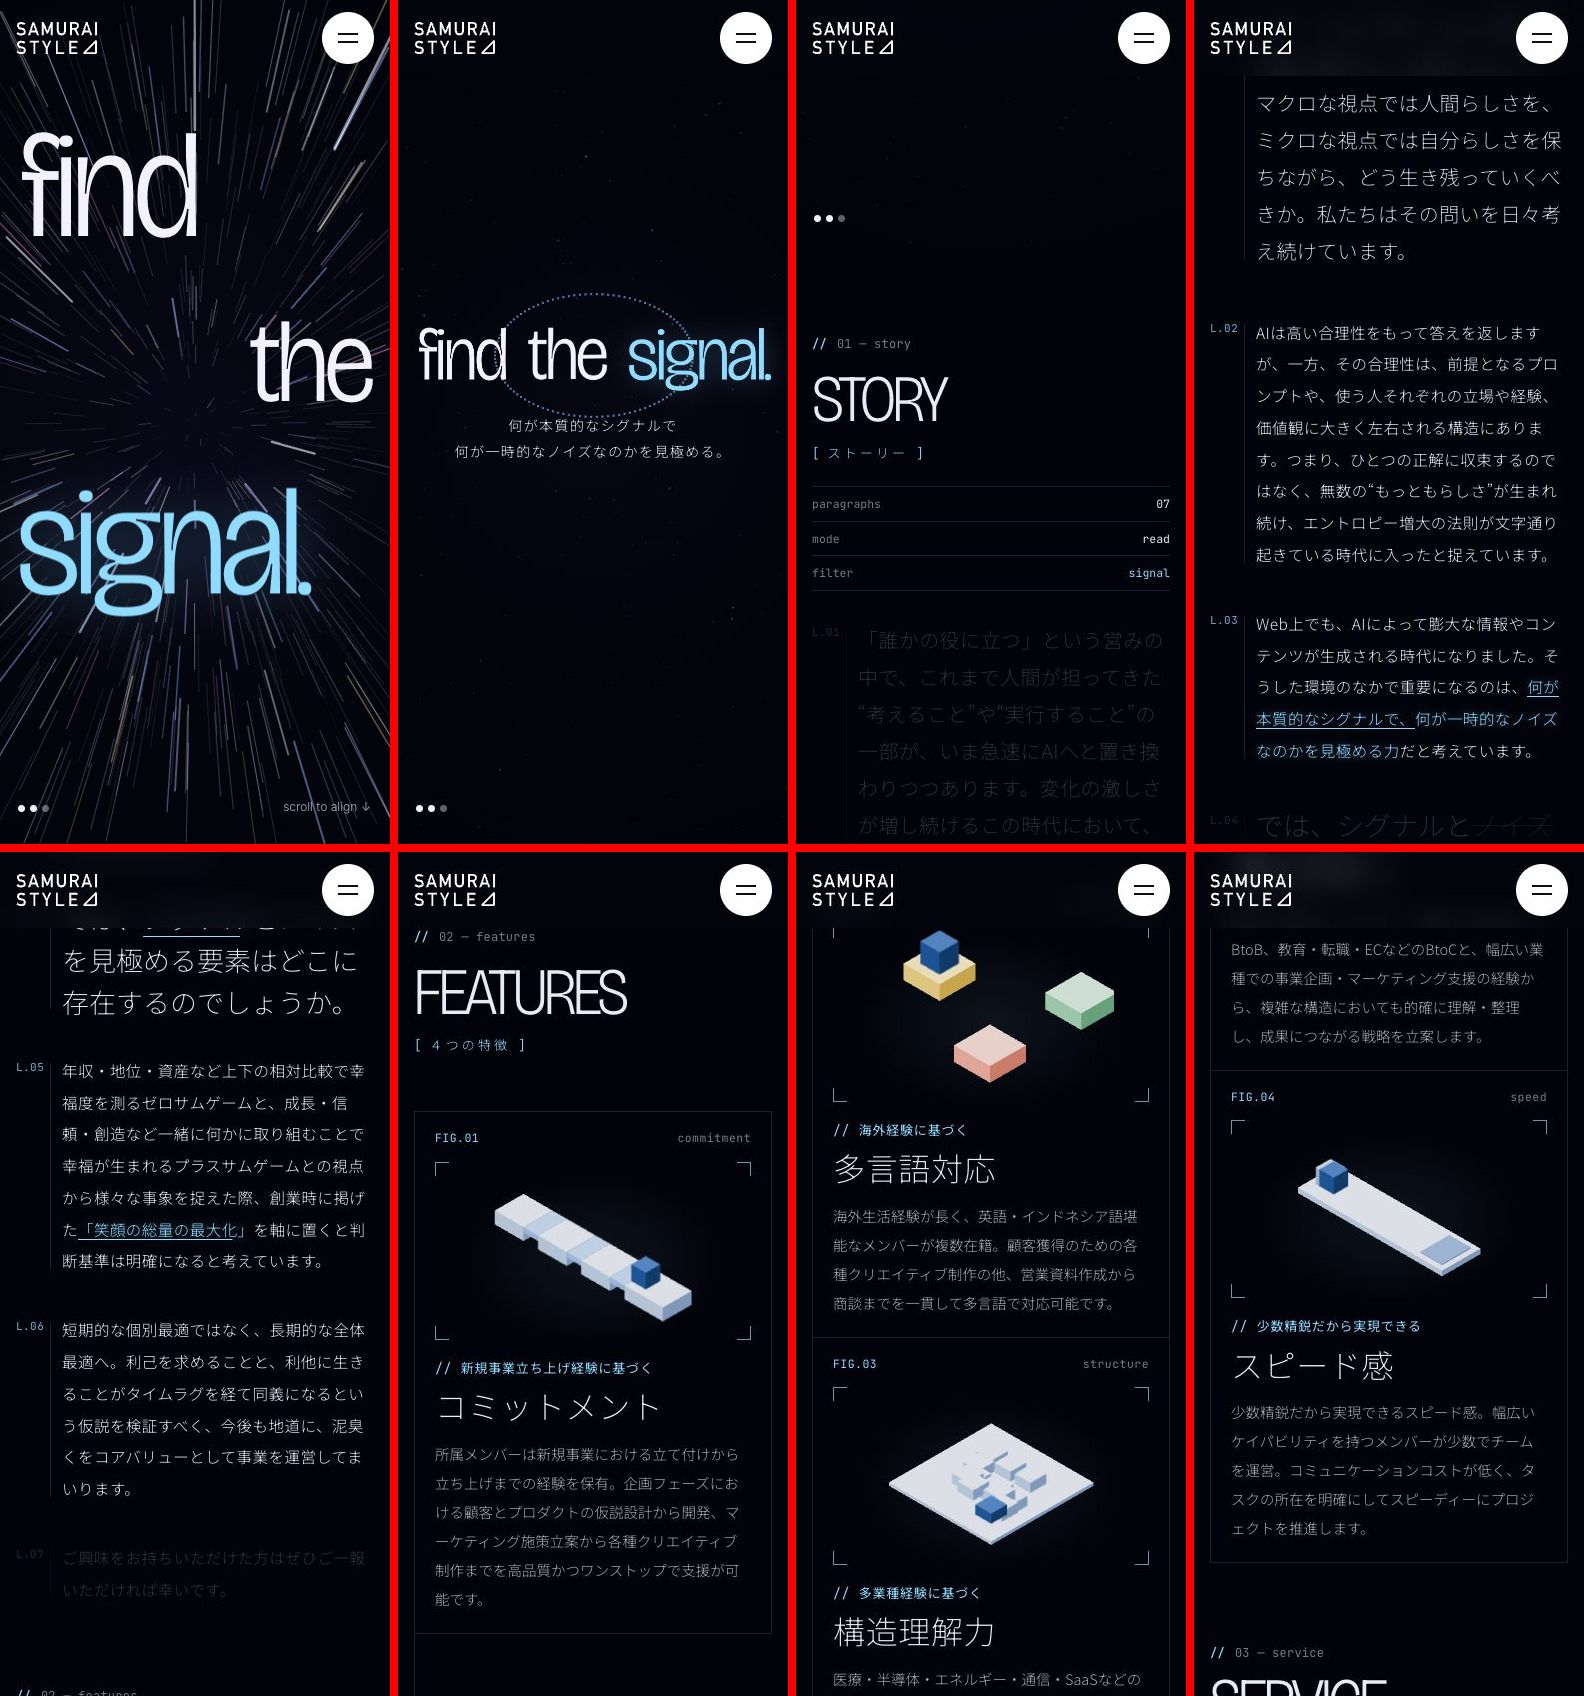 SAMURAI
STYLE
find
the
signal.
scroll to align ↓
SAMURAI
STYLE
find the signal.
何が本質的なシグナルで
何が一時的なノイズなのかを見極める。
SAMURAI
STYLE
// 01 — story
STORY
[ ストーリー ]
paragraphs 07
mode read
filter signal
L.01
「誰かの役に立つ」という営みの
中で、これまで人間が担ってきた
“考えること”や“実行すること”の
一部が、いま急速にAIへと置き換
わりつつあります。変化の激しさ
が増し続けるこの時代において、
SAMURAI
STYLE
マクロな視点では人間らしさを、
ミクロな視点では自分らしさを保
ちながら、どう生き残っていくべ
きか。私たちはその問いを日々考
え続けています。
L.02
AIは高い合理性をもって答えを返します
が、一方、その合理性は、前提となるプロ
ンプトや、使う人それぞれの立場や経験、
価値観に大きく左右される構造にありま
す。つまり、ひとつの正解に収束するので
はなく、無数の“もっともらしさ”が生まれ
続け、エントロピー増大の法則が文字通り
起きている時代に入ったと捉えています。
L.03
Web上でも、AIによって膨大な情報やコン
テンツが生成される時代になりました。そ
うした環境のなかで重要になるのは、何が
本質的なシグナルで、何が一時的なノイズ
なのかを見極める力だと考えています。
L.04
では、シグナルとノイズ
SAMURAI
STYLE
を見極める要素はどこに
存在するのでしょうか。
L.05
年収・地位・資産など上下の相対比較で幸
福度を測るゼロサムゲームと、成長・信
頼・創造など一緒に何かに取り組むことで
幸福が生まれるプラスサムゲームとの視点
から様々な事象を捉えた際、創業時に掲げ
た「笑顔の総量の最大化」を軸に置くと判
断基準は明確になると考えています。
L.06
短期的な個別最適ではなく、長期的な全体
最適へ。利己を求めることと、利他に生き
ることがタイムラグを経て同義になるとい
う仮説を検証すべく、今後も地道に、泥臭
くをコアバリューとして事業を運営してま
いります。
L.07
ご興味をお持ちいただけた方はぜひご一報
いただければ幸いです。
// 02 — features
SAMURAI
STYLE
// 02 — features
FEATURES
[ 4つの特徴 ]
FIG.01 commitment
// 新規事業立ち上げ経験に基づく
コミットメント
所属メンバーは新規事業における立て付けから
立ち上げまでの経験を保有。企画フェーズにお
ける顧客とプロダクトの仮説設計から開発、マ
ーケティング施策立案から各種クリエイティブ
制作までを高品質かつワンストップで支援が可
能です。
SAMURAI
STYLE
// 海外経験に基づく
多言語対応
海外生活経験が長く、英語・インドネシア語堪
能なメンバーが複数在籍。顧客獲得のための各
種クリエイティブ制作の他、営業資料作成から
商談までを一貫して多言語で対応可能です。
FIG.03 structure
// 多業種経験に基づく
構造理解力
医療・半導体・エネルギー・通信・SaaSなどの
SAMURAI
STYLE
BtoB、教育・転職・ECなどのBtoCと、幅広い業
種での事業企画・マーケティング支援の経験か
ら、複雑な構造においても的確に理解・整理
し、成果につながる戦略を立案します。
FIG.04 speed
// 少数精鋭だから実現できる
スピード感
少数精鋭だから実現できるスピード感。幅広い
ケイパビリティを持つメンバーが少数でチーム
を運営。コミュニケーションコストが低く、タ
スクの所在を明確にしてスピーディーにプロジ
ェクトを推進します。
// 03 — service
SERVICE